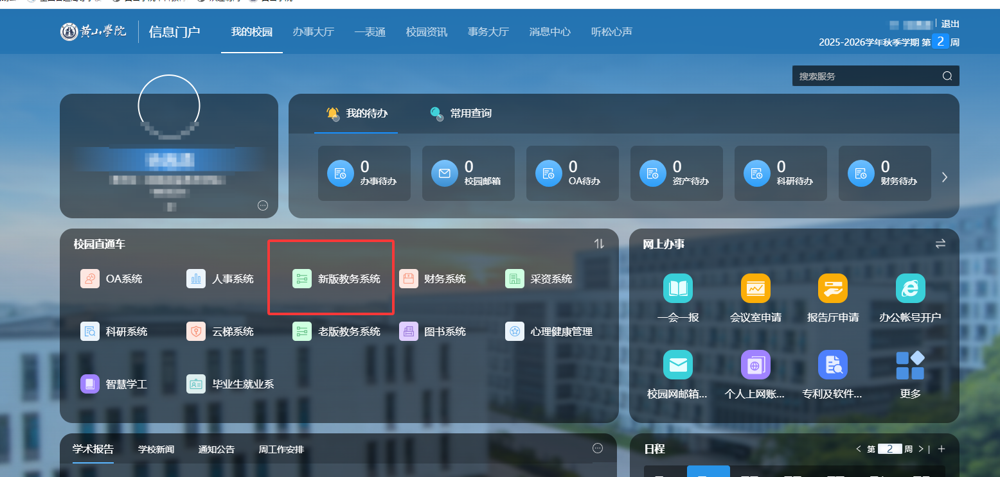 黄山學院 信息门户 我的校园 办事大厅 一表通 校园资讯 事务大厅 消息中心 听松心声
退出
2025-2026学年秋季学期 第 2 周
搜索服务
我的待办 常用查询
0 0 0 0 0 0
办事待办 校园邮箱 OA待办 资产待办 科研待办 财务待办
校园直通车
OA系统 人事系统 新版教务系统 财务系统 采资系统
科研系统 云梯系统 老版教务系统 图书系统 心理健康管理
智慧学工 毕业生就业系
网上办事
一会一报 会议室申请 报告厅申请 办公帐号开户
校园网邮箱... 个人上网账... 专利及软件... 更多
学术报告 学校新闻 通知公告 周工作安排
日程 < 第 2 周 > | +